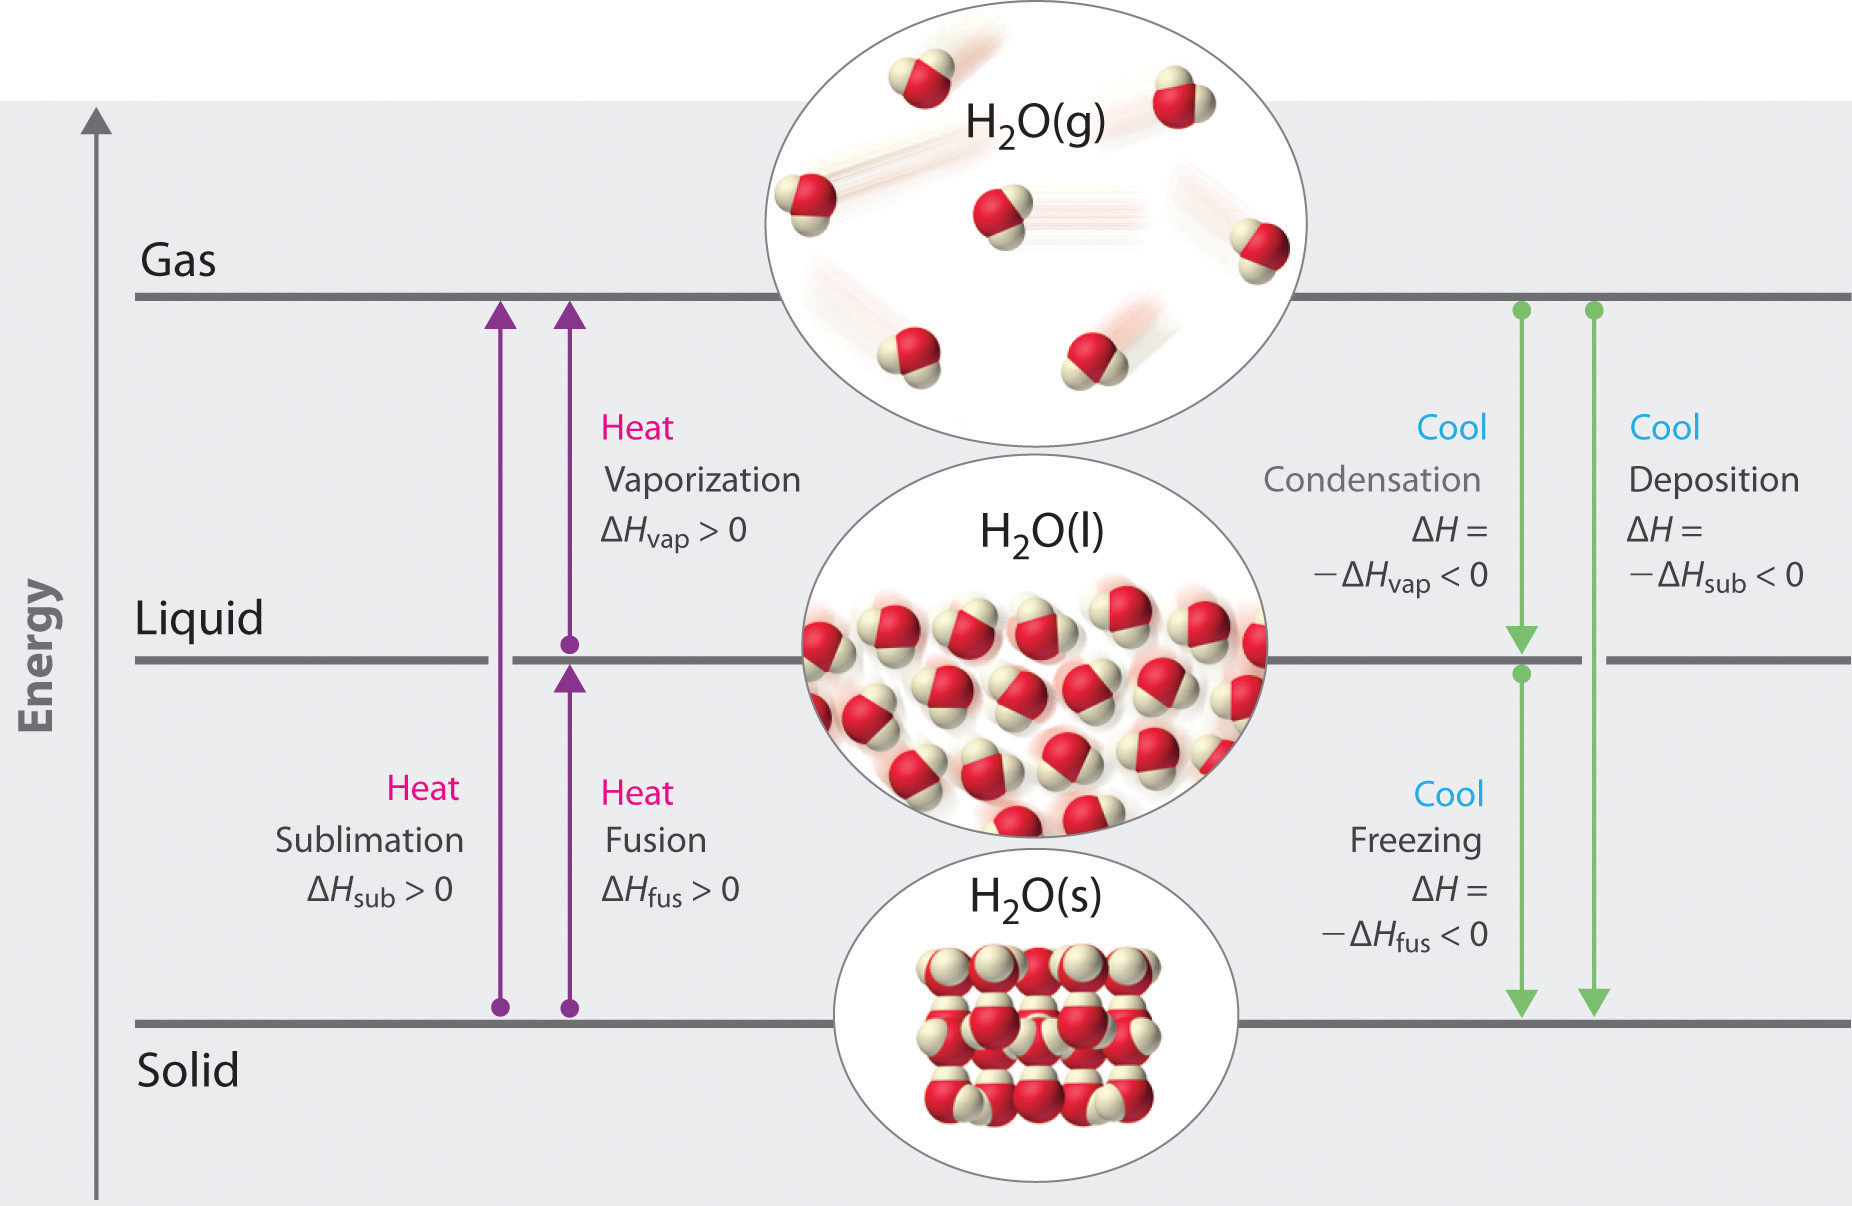 H₂O(g)
Gas
Heat
Vaporization
ΔHvap > 0
Cool
Condensation
ΔH =
−ΔHvap < 0
Cool
Deposition
ΔH =
−ΔHsub < 0
H₂O(l)
Liquid
Energy
Heat
Sublimation
ΔHsub > 0
Heat
Fusion
ΔHfus > 0
Cool
Freezing
ΔH =
−ΔHfus < 0
H₂O(s)
Solid